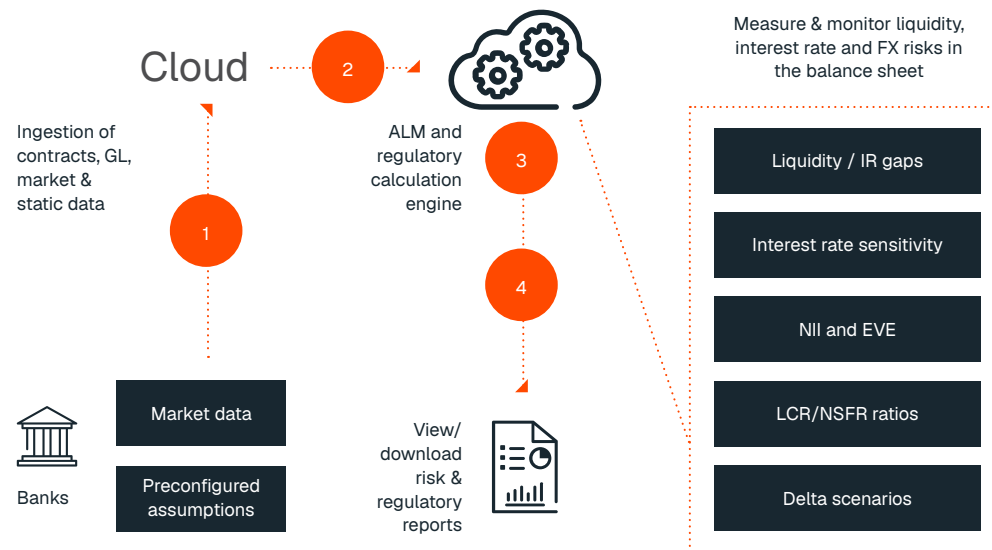 Cloud
2
Measure & monitor liquidity,
interest rate and FX risks in
the balance sheet
Ingestion of
contracts, GL,
market &
static data
1
ALM and
regulatory
calculation
engine
3
4
Liquidity / IR gaps
Interest rate sensitivity
NII and EVE
LCR/NSFR ratios
Delta scenarios
Banks
Market data
Preconfigured
assumptions
View/
download
risk &
regulatory
reports